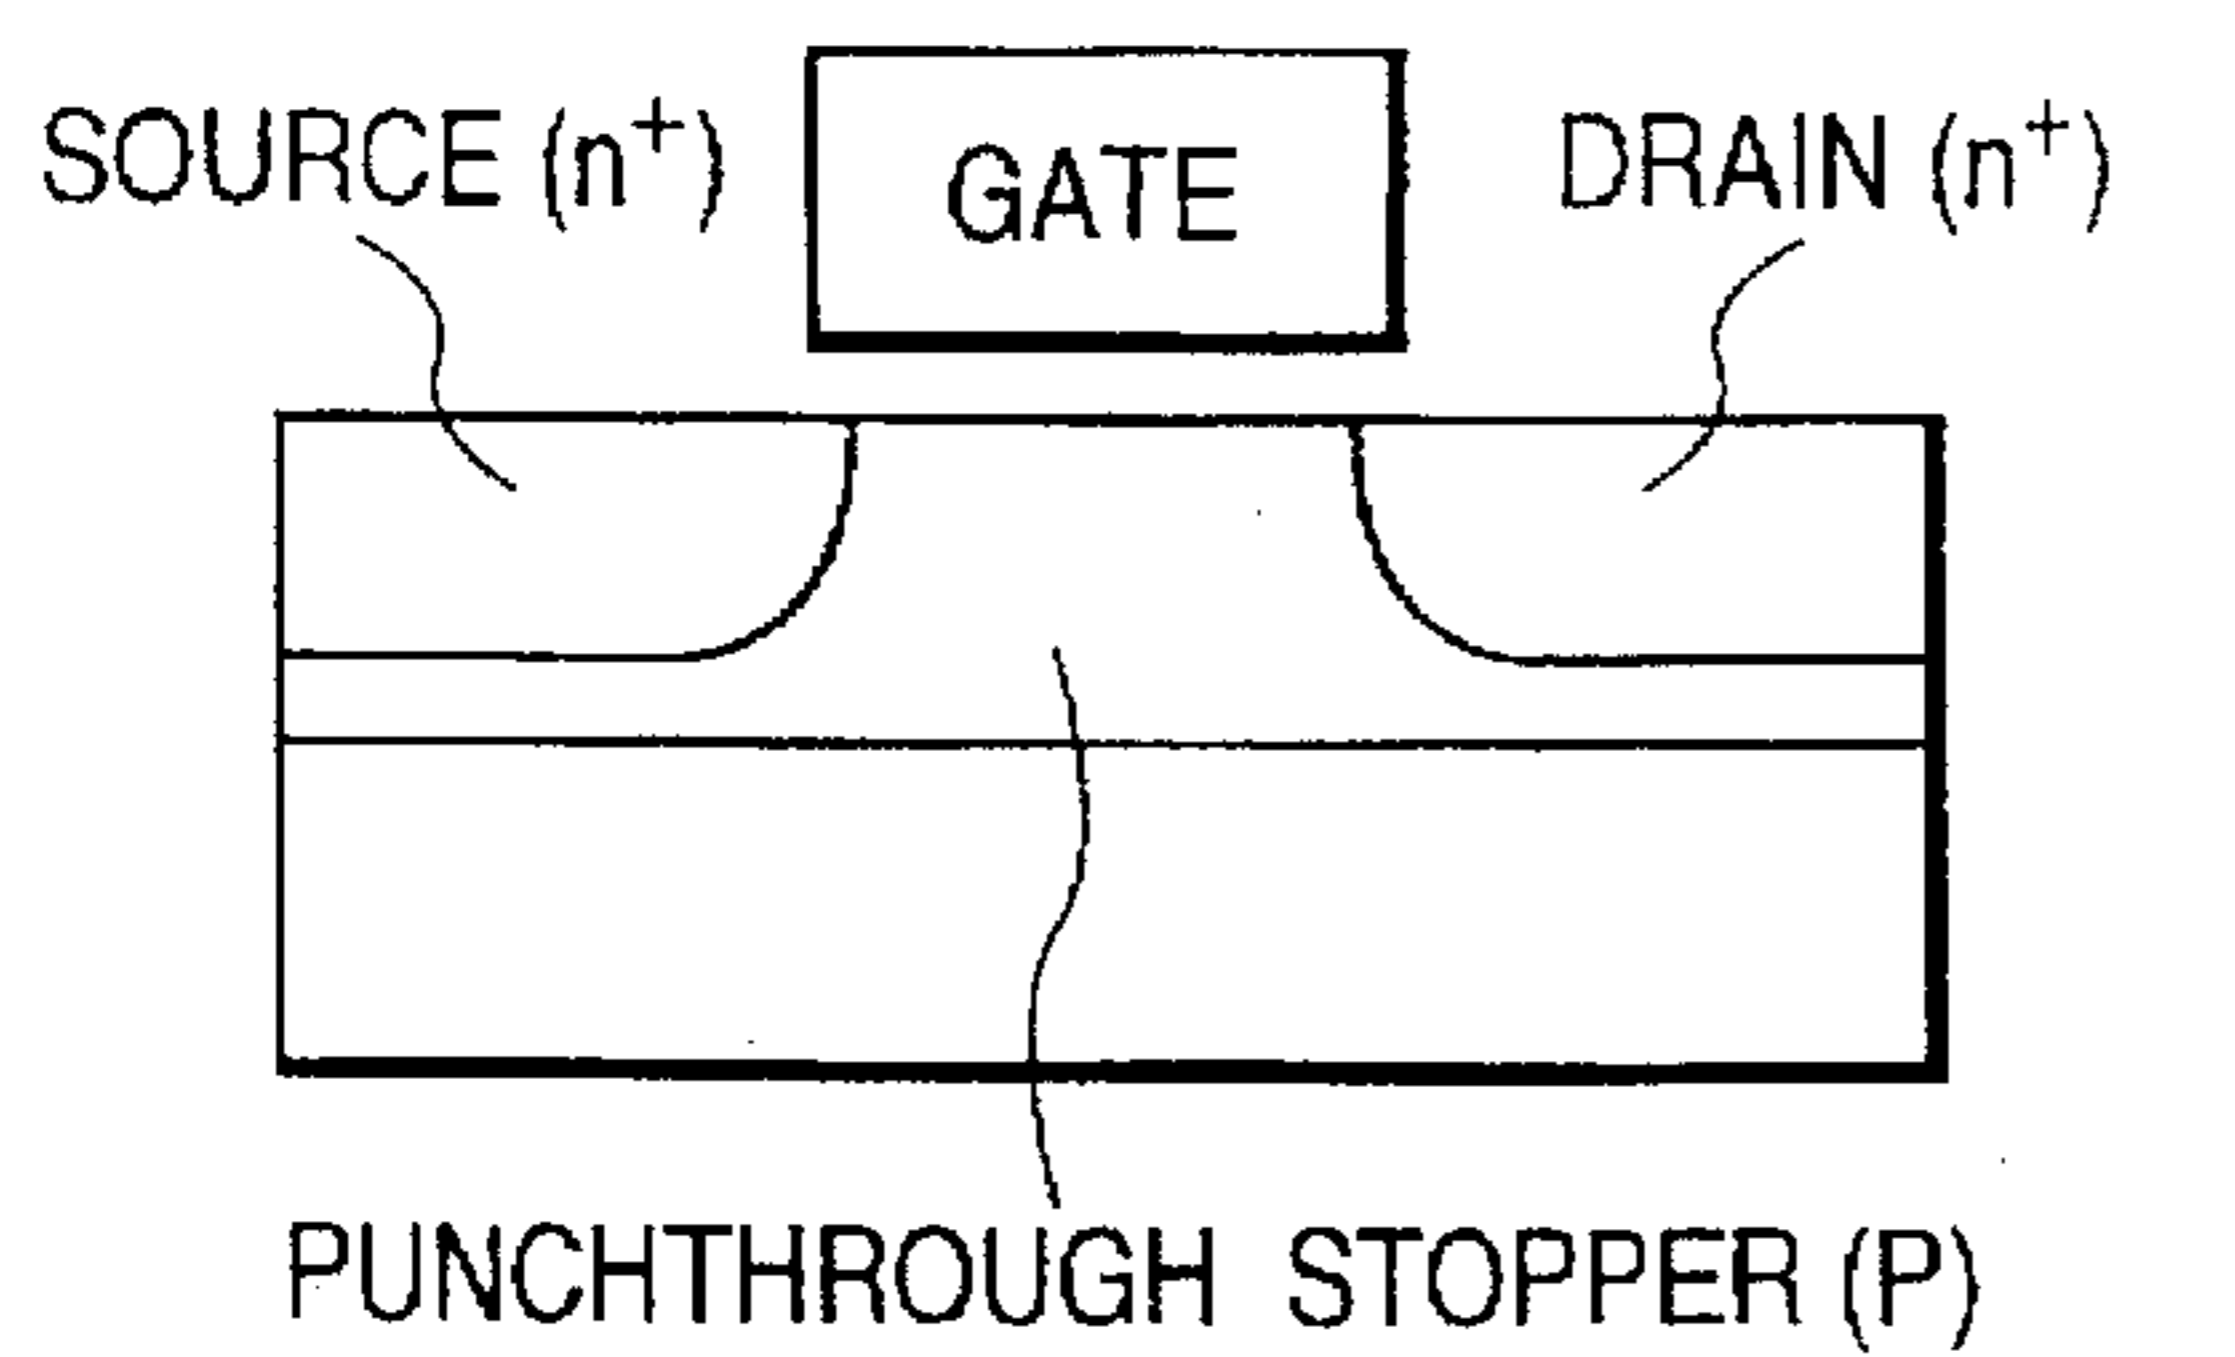 SOURCE (n⁺)
GATE
DRAIN (n⁺)
PUNCHTHROUGH STOPPER (P)